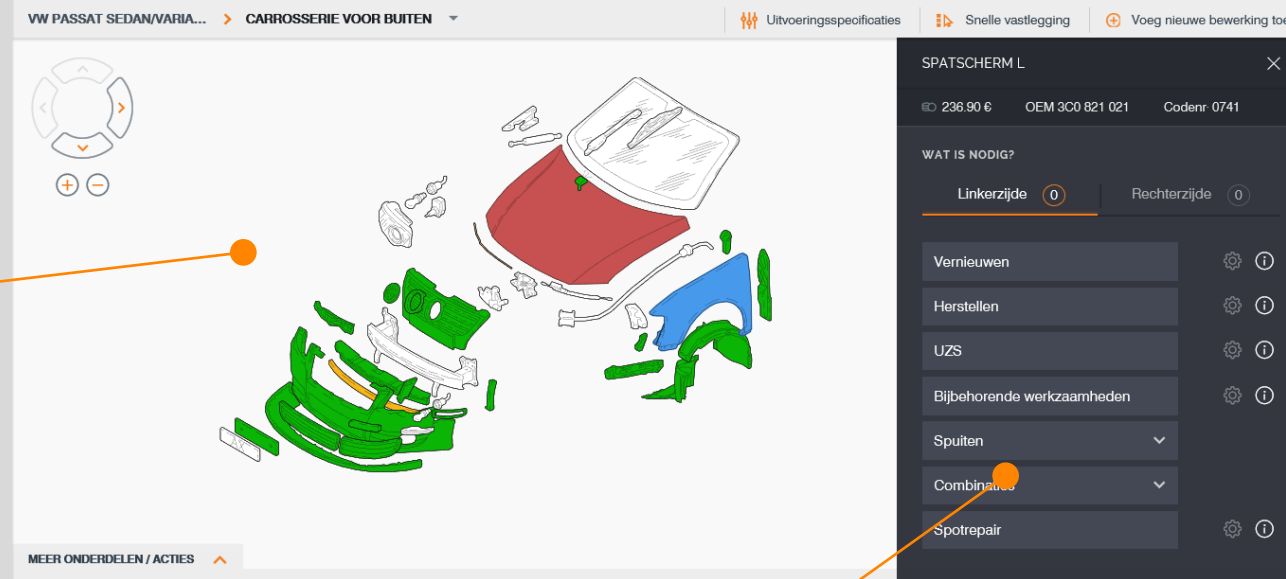 VW PASSAT SEDAN/VARIA... > CARROSSERIE VOOR BUITEN
Uitvoeringsspecificaties
Snelle vastlegging
Voeg nieuwe bewerking toe
SPATSCHERM L
236.90 € OEM 3C0 821 021 Codenr· 0741
WAT IS NODIG?
Linkerzijde 0 Rechterzijde 0
Vernieuwen
Herstellen
UZS
Bijbehorende werkzaamheden
Spuiten
Combinaties
Spotrepair
MEER ONDERDELEN / ACTIES